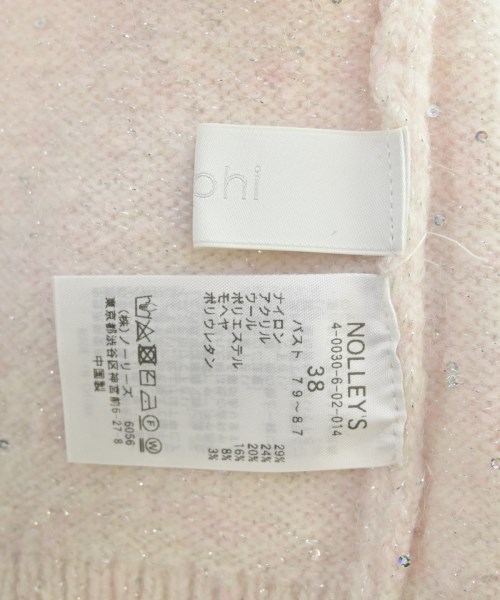 NOLLEY'S
4-0030-6-02-014
38
バスト 79～87
ナイロン 29%
アクリル 24%
ウール 20%
ポリエステル 16%
モヘヤ 8%
ポリウレタン 3%
(株)ノーリーズ 6056
東京都渋谷区神宮前6-27-8
中国製